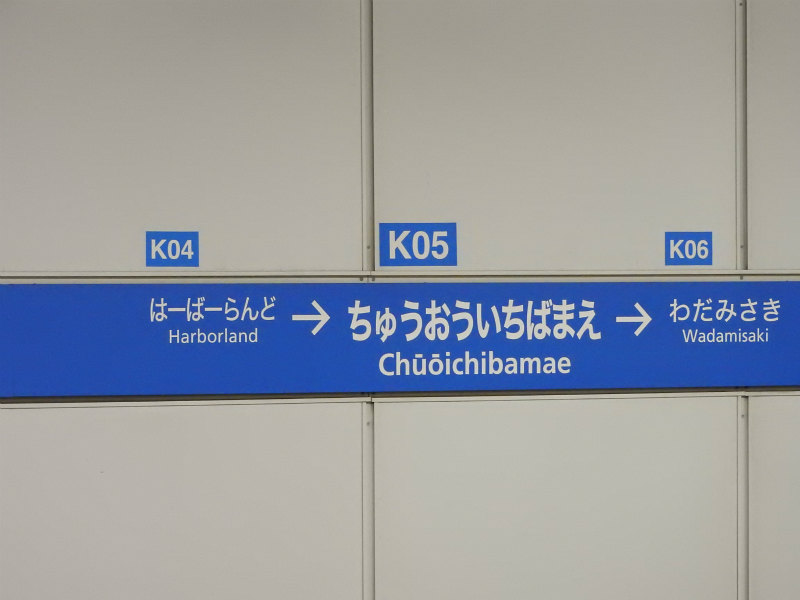 K04
K05
K06
はーばーらんど → ちゅうおういちばまえ → わだみさき
Harborland Chūōichibamae Wadamisaki